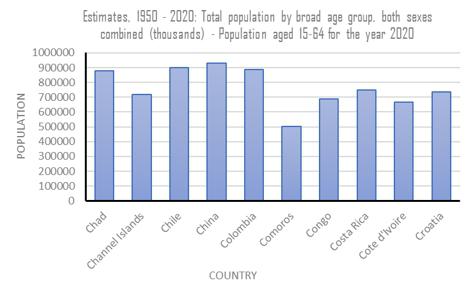 Estimates, 1950 - 2020: Total population by broad age group, both sexes
combined (thousands) - Population aged 15-64 for the year 2020
1000000
900000
800000
700000
600000
500000
400000
300000
200000
100000
0
POPULATION
Chad
Channel Islands
Chile
China
Colombia
Comoros
Congo
Costa Rica
Cote d'Ivoire
Croatia
COUNTRY